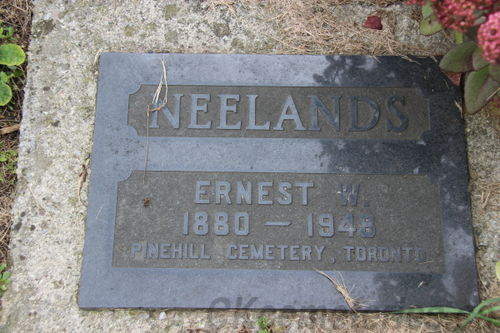 NEELANDS
ERNEST W.
1880 — 1948
PINEHILL CEMETERY, TORONTO